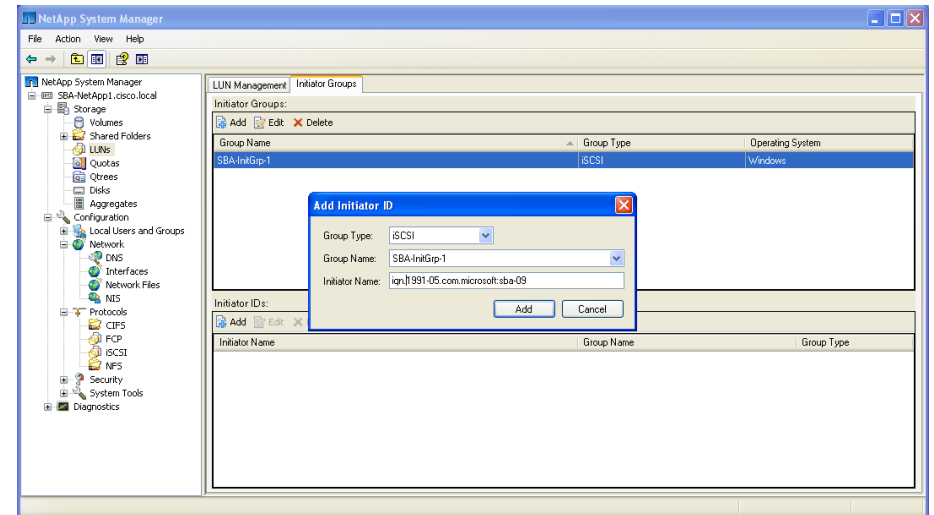 NetApp System Manager
File Action View Help
NetApp System Manager
SBA-NetApp1.cisco.local
Storage
Volumes
Shared Folders
LUNs
Quotas
Qtrees
Disks
Aggregates
Configuration
Local Users and Groups
Network
DNS
Interfaces
Network Files
NIS
Protocols
CIFS
FCP
iSCSI
NFS
Security
System Tools
Diagnostics
LUN Management Initiator Groups
Initiator Groups:
Add Edit Delete
Group Name Group Type Operating System
SBA-InitGrp-1 iSCSI Windows
Add Initiator ID
Group Type: iSCSI
Group Name: SBA-InitGrp-1
Initiator Name: iqn.1991-05.com.microsoft:sba-09
Add Cancel
Initiator IDs:
Add Edit
Initiator Name Group Name Group Type